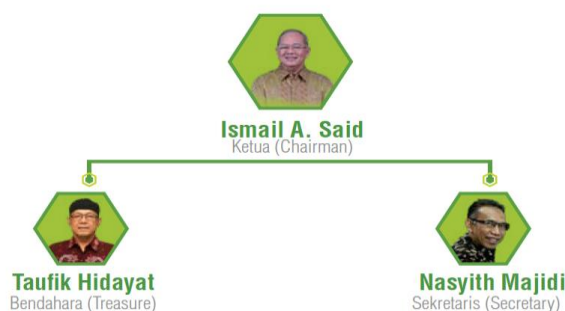 Ismail A. Said
Ketua (Chairman)
Taufik Hidayat
Bendahara (Treasure)
Nasyith Majidi
Sekretaris (Secretary)